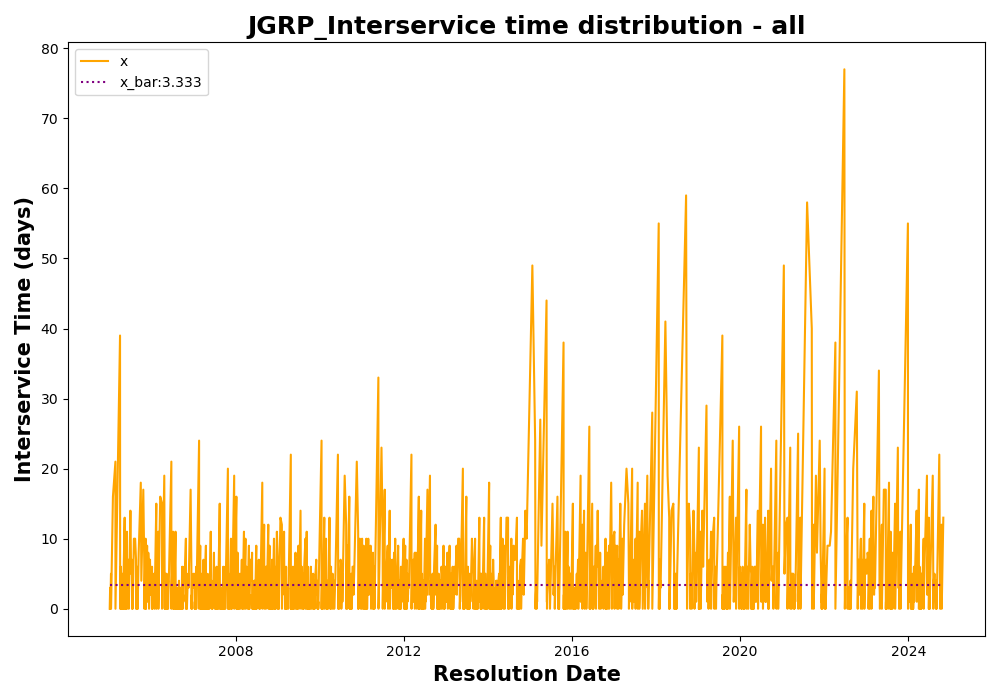 JGRP_Interservice time distribution - all
x
x_bar:3.333
Interservice Time (days)
80
70
60
50
40
30
20
10
0
2008 2012 2016 2020 2024
Resolution Date